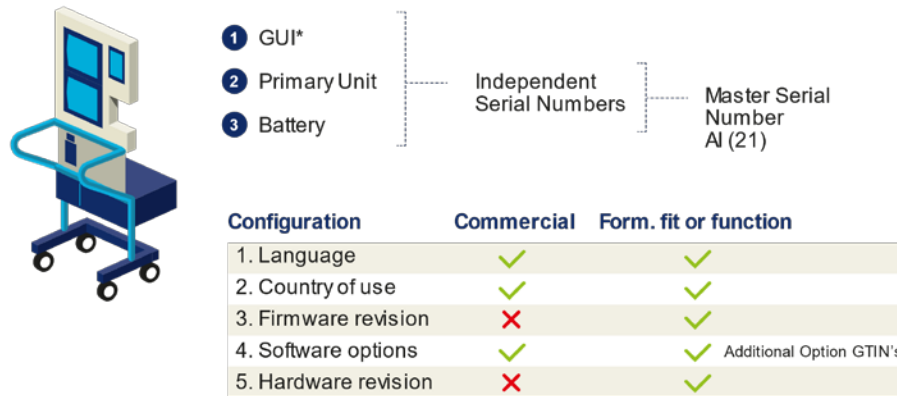 1 GUI*
2 Primary Unit
3 Battery
Independent
Serial Numbers
Master Serial
Number
AI (21)
Configuration Commercial Form. fit or function
1. Language
2. Country of use
3. Firmware revision
4. Software options Additional Option GTIN's
5. Hardware revision